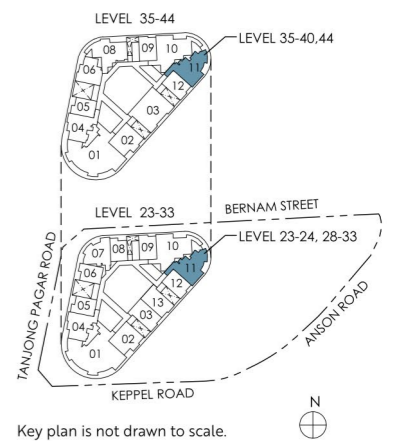 LEVEL 35-44
LEVEL 35-40,44
08
09
10
11
06
12
05
03
04
02
01
LEVEL 23-33
BERNAM STREET
LEVEL 23-24, 28-33
TANJONG PAGAR ROAD
07
08
09
10
11
06
12
05
13
03
04
02
01
ANSON ROAD
KEPPEL ROAD
N
Key plan is not drawn to scale.